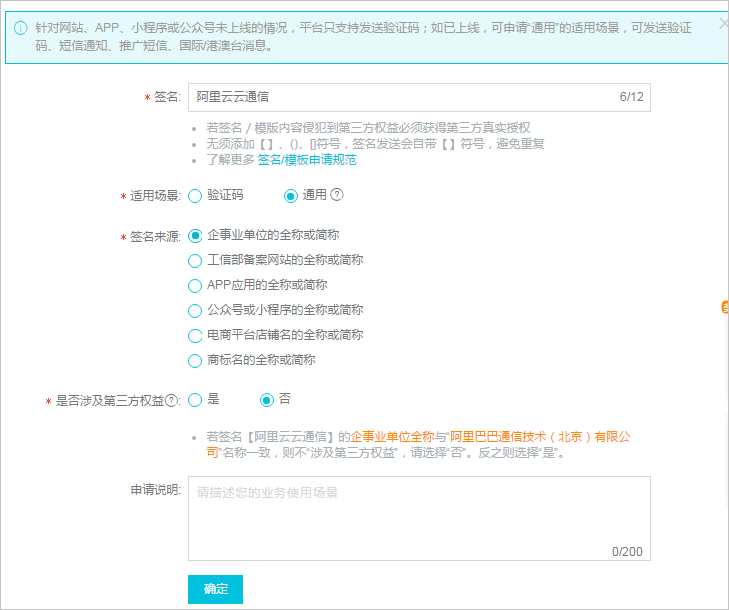 针对网站、APP、小程序或公众号未上线的情况，平台只支持发送验证码；如已上线，可申请“通用”的适用场景，可发送验证
码、短信通知、推广短信、国际/港澳台消息。
* 签名: 阿里云云通信 6/12
若签名 / 模版内容侵犯到第三方权益必须获得第三方真实授权
无须添加【】、()、[]符号，签名发送会自带【】符号，避免重复
了解更多 签名/模板申请规范
* 适用场景: 验证码 通用 ?
* 签名来源: 企事业单位的全称或简称
工信部备案网站的全称或简称
APP应用的全称或简称
公众号或小程序的全称或简称
电商平台店铺名的全称或简称
商标名的全称或简称
* 是否涉及第三方权益?: 是 否
若签名【阿里云云通信】的企事业单位全称与“阿里巴巴通信技术（北京）有限公
司”名称一致，则不“涉及第三方权益”，请选择“否”。反之则选择“是”。
申请说明: 请描述您的业务使用场景
0/200
确定